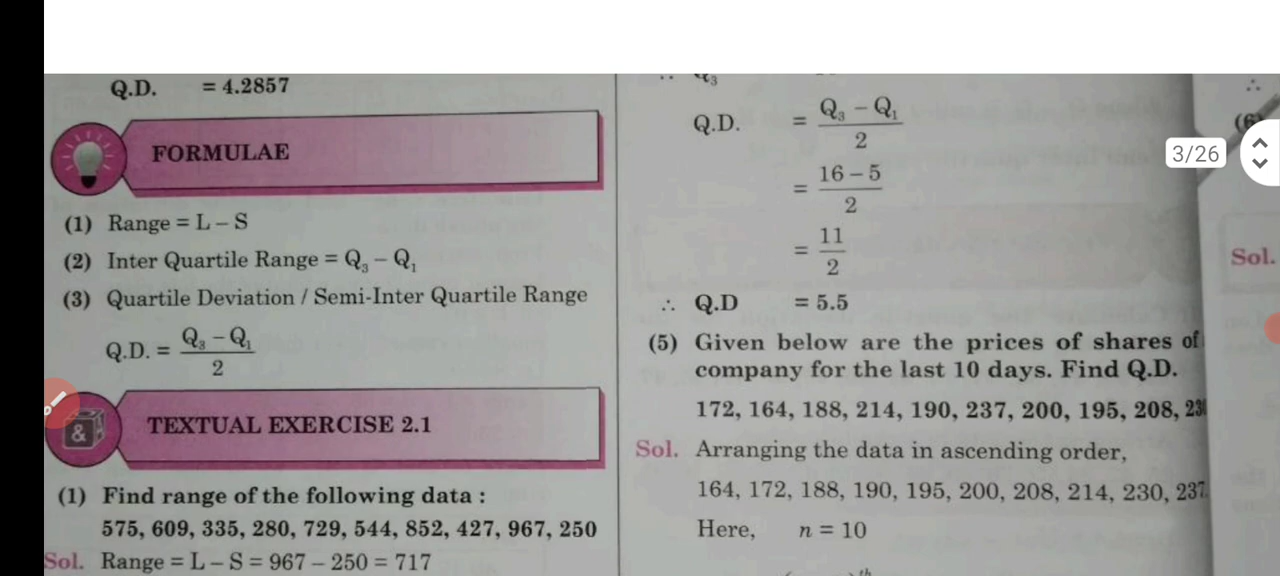 Q.D. = 4.2857
FORMULAE
(1) Range = L – S
(2) Inter Quartile Range = Q₃ – Q₁
(3) Quartile Deviation / Semi-Inter Quartile Range
Q.D. = (Q₃ – Q₁) / 2
&
TEXTUAL EXERCISE 2.1
(1) Find range of the following data :
575, 609, 335, 280, 729, 544, 852, 427, 967, 250
Sol. Range = L – S = 967 – 250 = 717
∴ Q₃
Q.D. = (Q₃ – Q₁) / 2
= (16 – 5) / 2
= 11 / 2
∴ Q.D = 5.5
(5) Given below are the prices of shares of
company for the last 10 days. Find Q.D.
172, 164, 188, 214, 190, 237, 200, 195, 208,
Sol. Arranging the data in ascending order,
164, 172, 188, 190, 195, 200, 208, 214, 230, 237
Here, n = 10
th
∴
(6)
3/26
Sol.